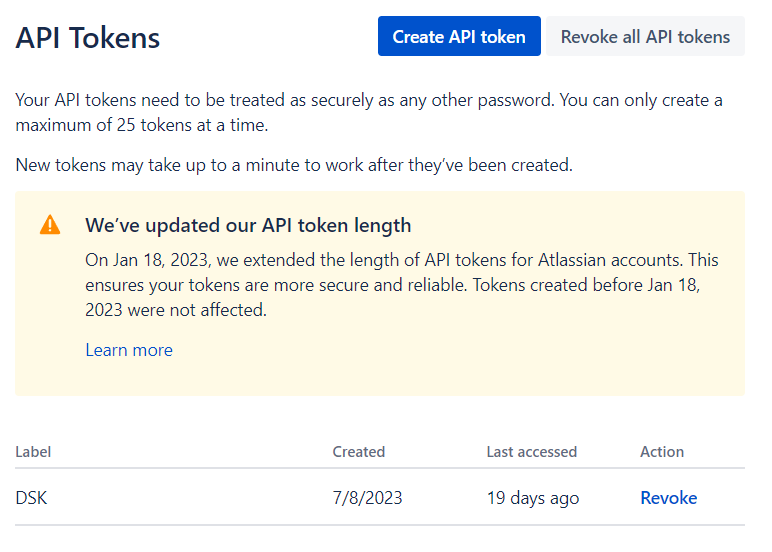 API Tokens
Create API token
Revoke all API tokens
Your API tokens need to be treated as securely as any other password. You can only create a
maximum of 25 tokens at a time.
New tokens may take up to a minute to work after they’ve been created.
We’ve updated our API token length
On Jan 18, 2023, we extended the length of API tokens for Atlassian accounts. This
ensures your tokens are more secure and reliable. Tokens created before Jan 18,
2023 were not affected.
Learn more
Label Created Last accessed Action
DSK 7/8/2023 19 days ago Revoke